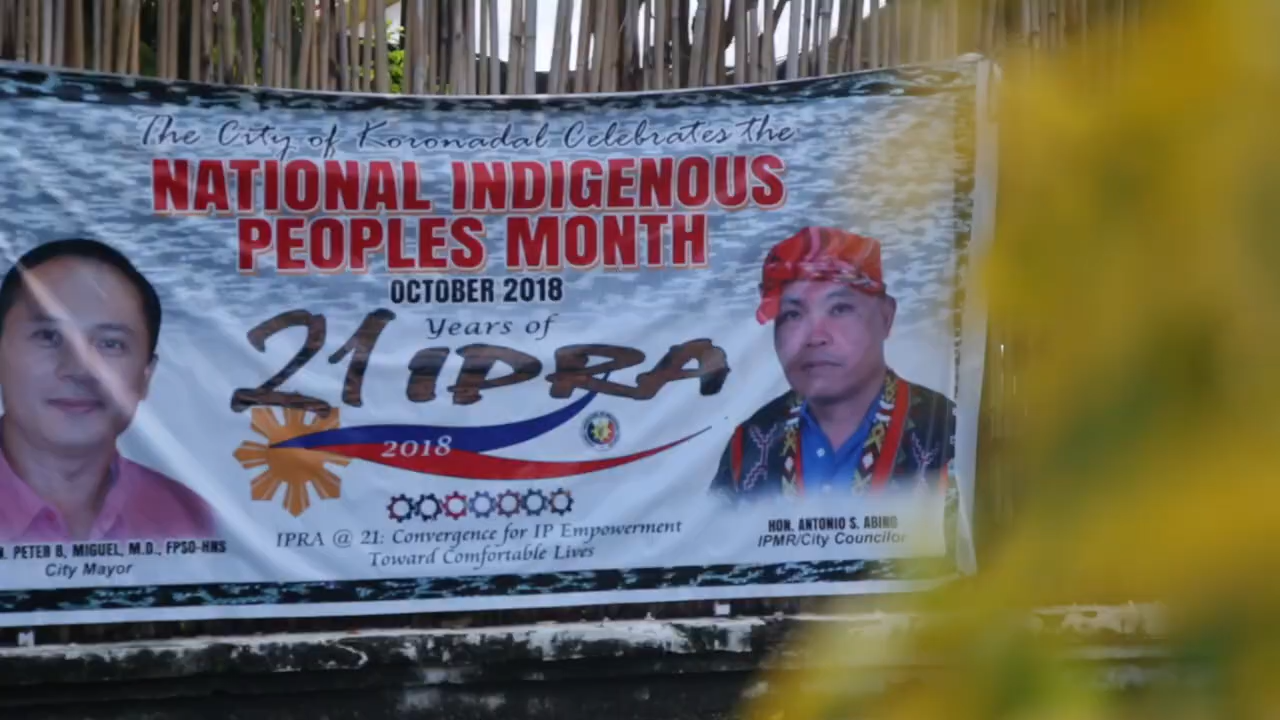 The City of Koronadal Celebrates the
NATIONAL INDIGENOUS
PEOPLES MONTH
OCTOBER 2018
21 Years of
IPRA
2018
IPRA @ 21: Convergence for IP Empowerment
Toward Comfortable Lives
PETER B. MIGUEL, M.D., FPSO-HNS
City Mayor
HON. ANTONIO S. ABING
IPMR/City Councilor